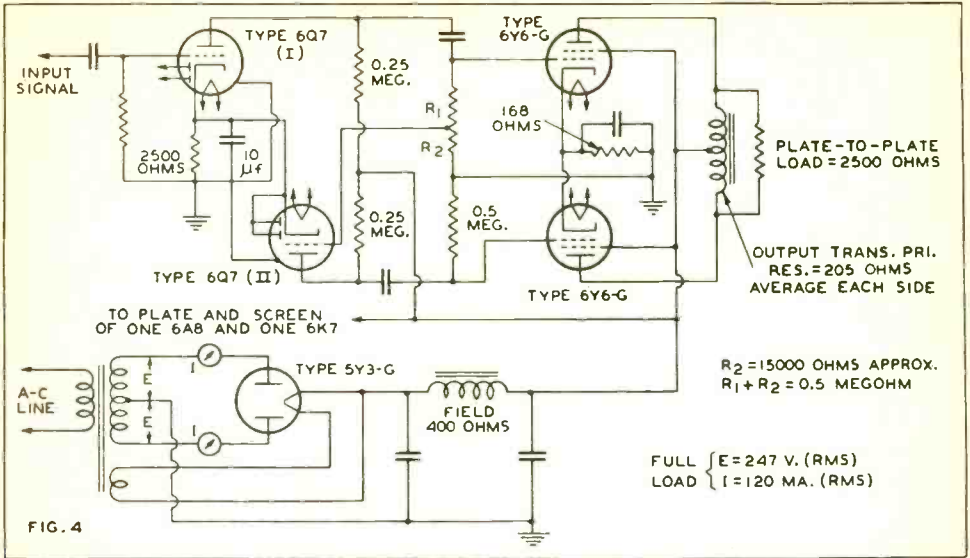 TYPE 6Q7
(I)
INPUT
SIGNAL
2500
OHMS
10
µf
TYPE 6Q7 (II)
0.25
MEG.
0.25
MEG.
R1
R2
0.5
MEG.
TYPE
6Y6-G
168
OHMS
TYPE 6Y6-G
PLATE-TO-PLATE
LOAD = 2500 OHMS
OUTPUT TRANS. PRI.
RES. = 205 OHMS
AVERAGE EACH SIDE
TO PLATE AND SCREEN
OF ONE 6A8 AND ONE 6K7
A-C
LINE
E
E
I
I
TYPE 5Y3-G
FIELD
400 OHMS
R2 = 15000 OHMS APPROX.
R1 + R2 = 0.5 MEGOHM
FULL { E = 247 V. (RMS)
LOAD { I = 120 MA. (RMS)
FIG. 4